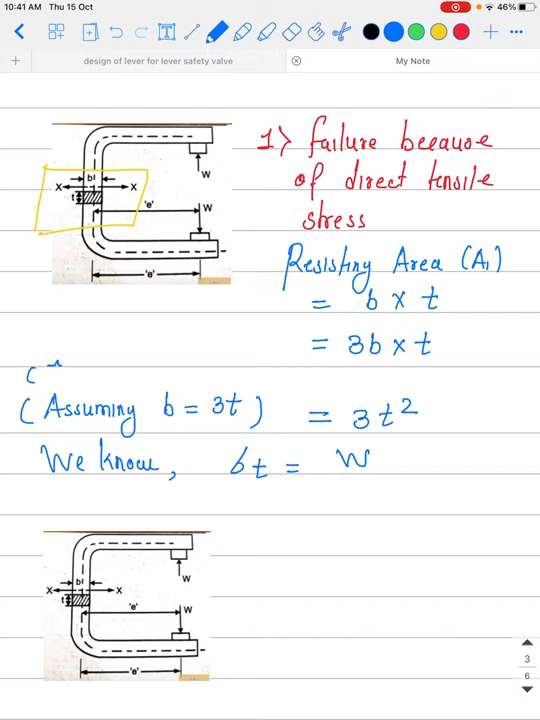 10:41 AM Thu 15 Oct
46%
design of lever for lever safety valve
My Note
b
X X
t
W
'e' W
'e'
1) failure because
of direct tensile
stress
Resisting Area (A1)
= b × t
= 3b × t
(
(Assuming b = 3t) = 3t²
We know, σt = W
b
X X
t
W
'e' W
'e'
3
6